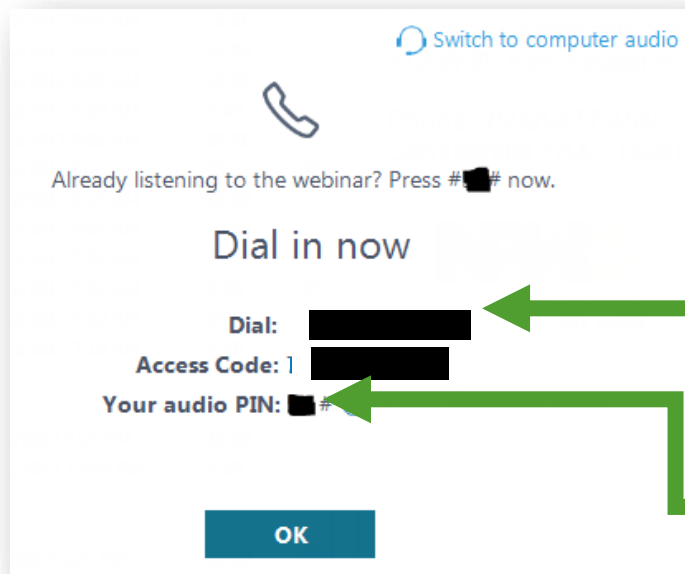 Switch to computer audio
Already listening to the webinar? Press ## now.
Dial in now
Dial:
Access Code:
Your audio PIN: #
OK